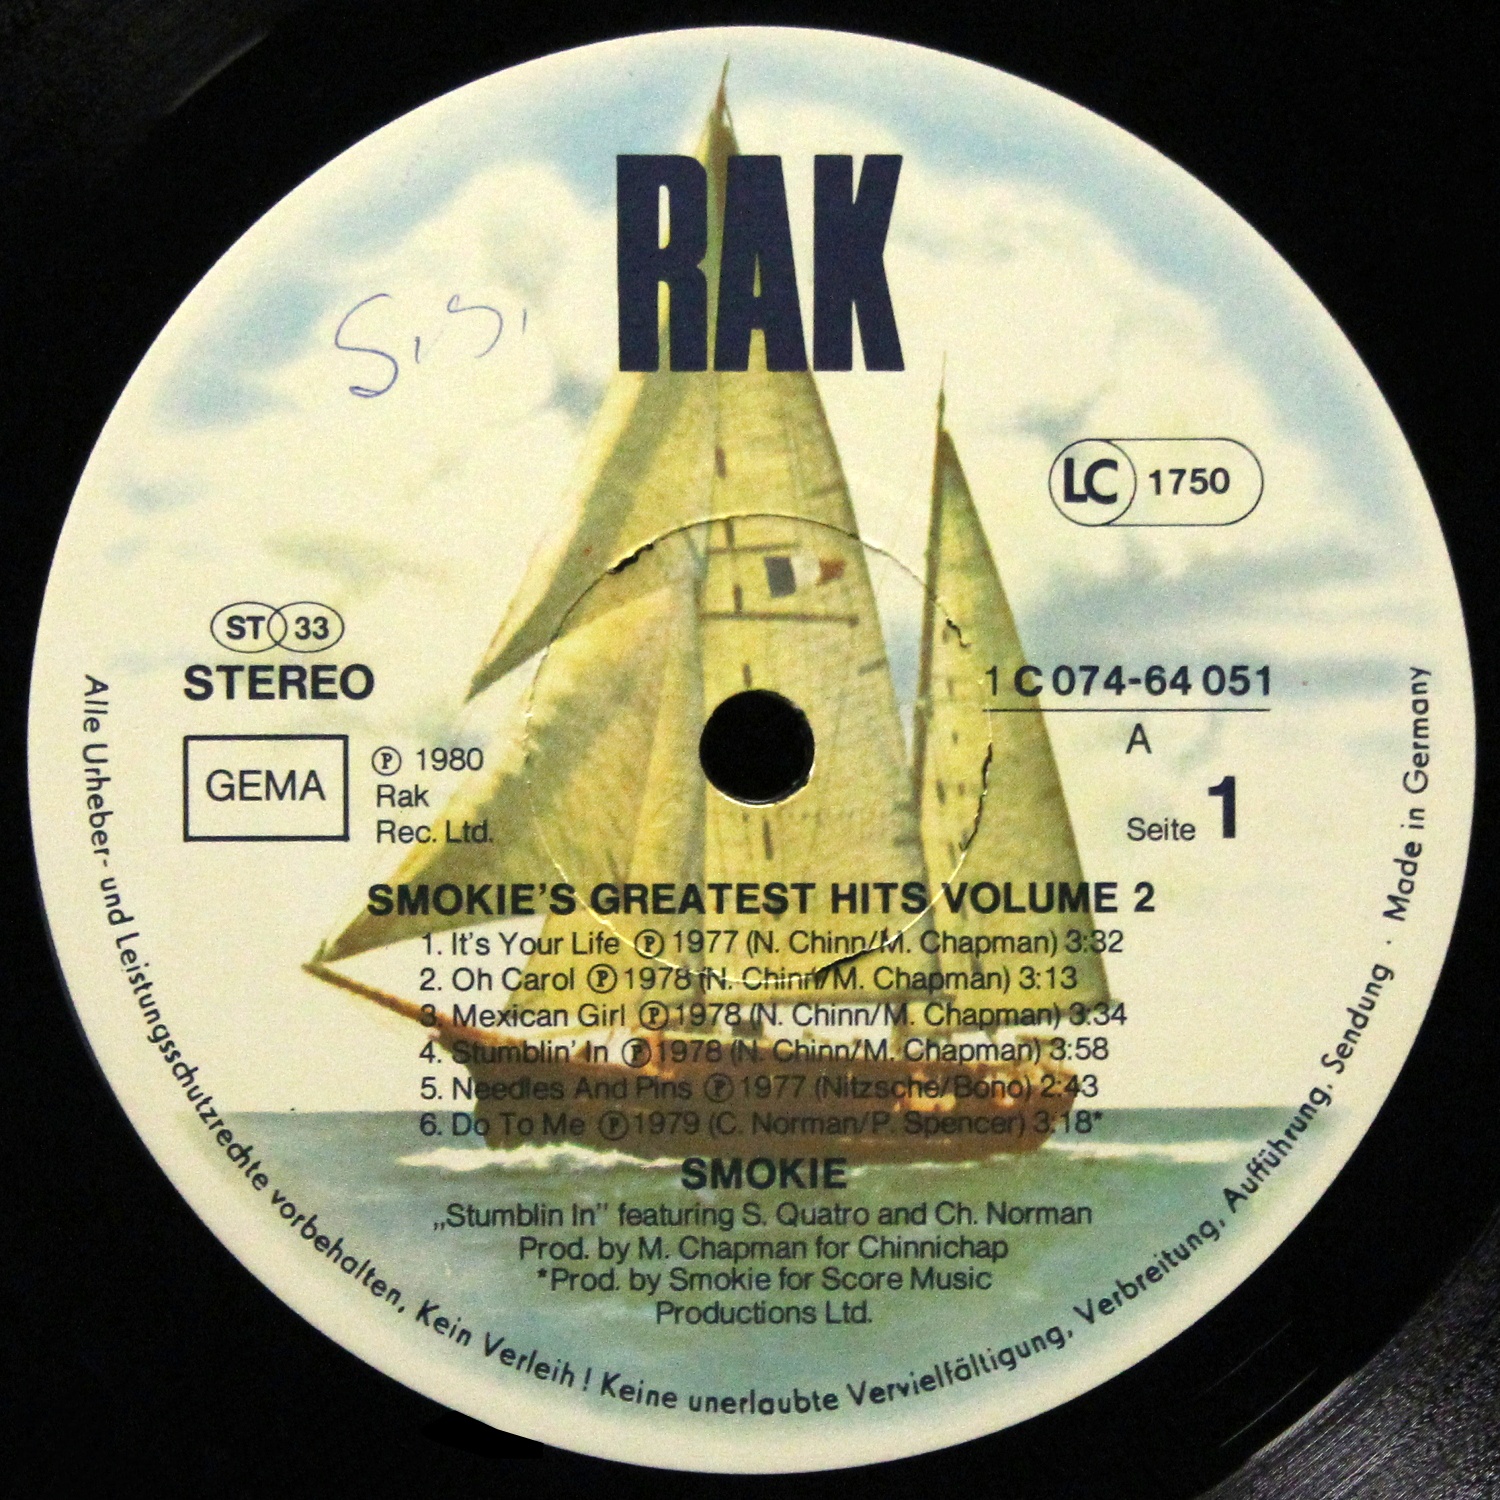 RAK
S. S.
LC 1750
ST 33
STEREO
1 C 074-64 051
A
Seite 1
GEMA
Ⓟ 1980
Rak
Rec. Ltd.
SMOKIE'S GREATEST HITS VOLUME 2
1. It's Your Life Ⓟ 1977 (N. Chinn/M. Chapman) 3:32
2. Oh Carol Ⓟ 1978 (N. Chinn/M. Chapman) 3:13
3. Mexican Girl Ⓟ 1978 (N. Chinn/M. Chapman) 3:34
4. Stumblin' In Ⓟ 1978 (N. Chinn/M. Chapman) 3:58
5. Needles And Pins Ⓟ 1977 (Nitzsche/Bono) 2:43
6. Do To Me Ⓟ 1979 (C. Norman/P. Spencer) 3:18*
SMOKIE
„Stumblin In" featuring S. Quatro and Ch. Norman
Prod. by M. Chapman for Chinnichap
*Prod. by Smokie for Score Music
Productions Ltd.
Alle Urheber- und Leistungsschutzrechte vorbehalten. Kein Verleih! Keine unerlaubte Vervielfältigung, Verbreitung, Aufführung, Sendung · Made in Germany